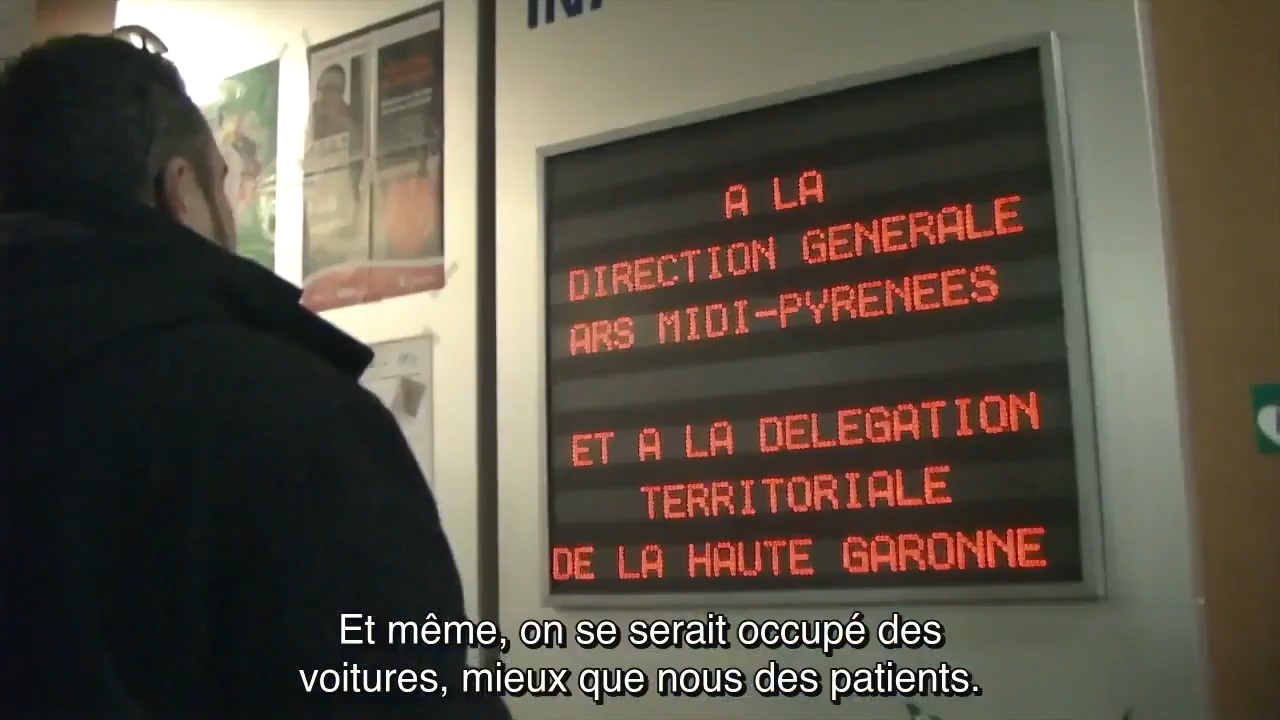 A LA
DIRECTION GENERALE
ARS MIDI-PYRENEES
ET A LA DELEGATION
TERRITORIALE
DE LA HAUTE GARONNE
Et même, on se serait occupé des
voitures, mieux que nous des patients.